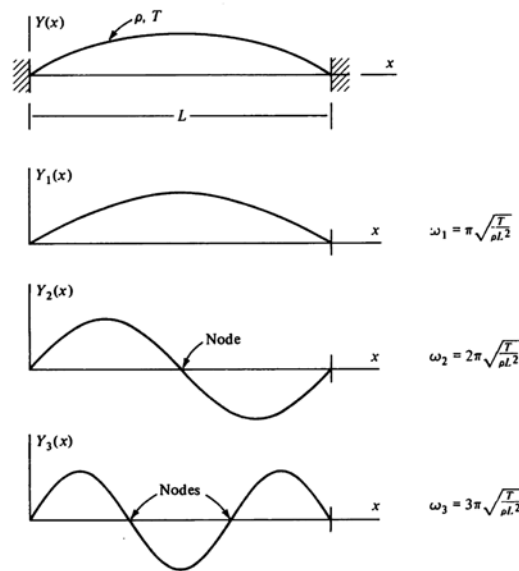 Y(x)
ρ, T
x
L
Y₁(x)
x
ω₁ = π√(T/ρL²)
Y₂(x)
Node
x
ω₂ = 2π√(T/ρL²)
Y₃(x)
Nodes
x
ω₃ = 3π√(T/ρL²)